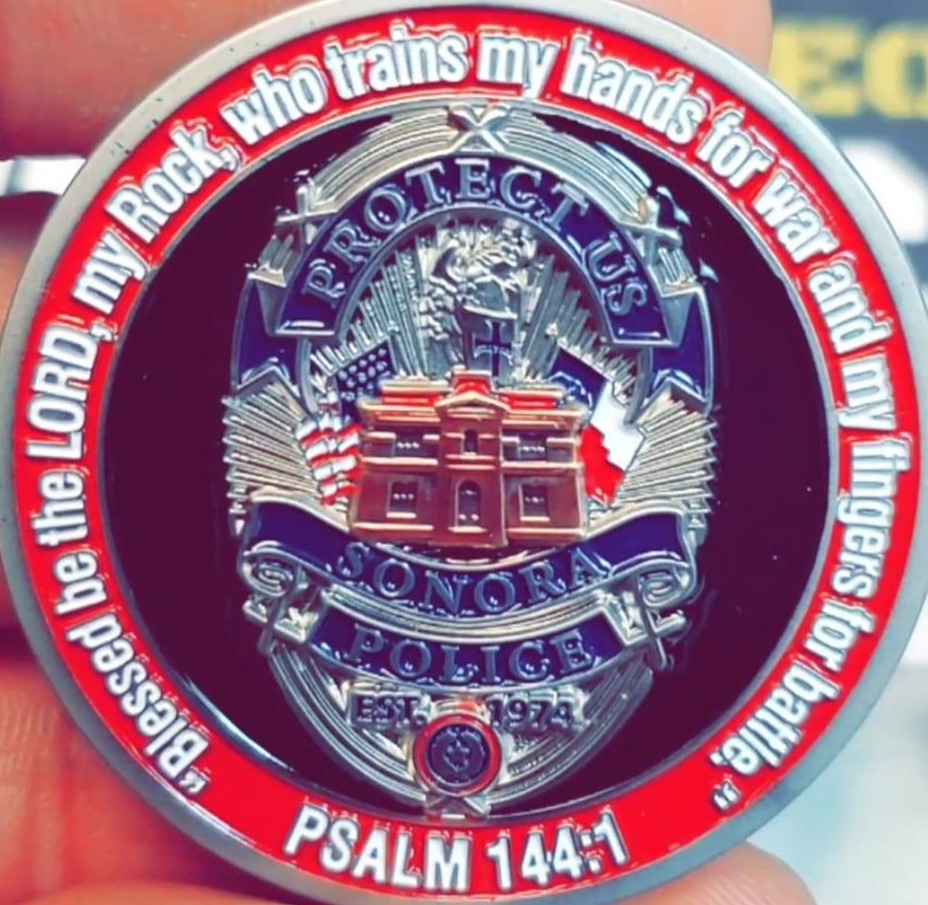 "Blessed be the LORD, my Rock, who trains my hands for war and my fingers for battle."
PSALM 144:1
PROTECT US
SONORA
POLICE
EST. 1974